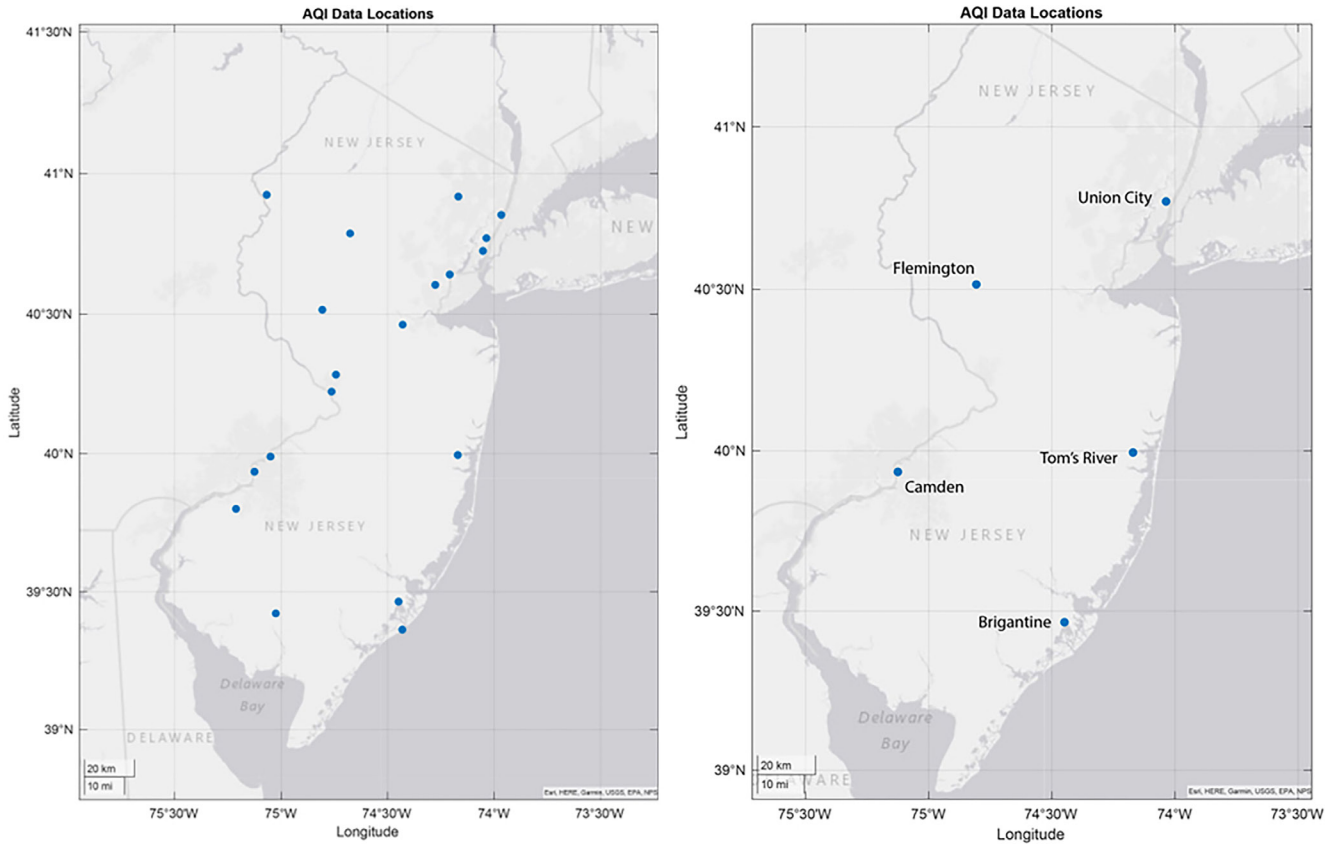 AQI Data Locations
41°30'N
41°N
40°30'N
40°N
39°30'N
39°N
Latitude
NEW JERSEY
NEW
NEW JERSEY
Delaware
Bay
DELAWARE
20 km
10 mi
Esri, HERE, Garmin, USGS, EPA, NPS
75°30'W
75°W
74°30'W
74°W
73°30'W
Longitude
AQI Data Locations
41°N
40°30'N
40°N
39°30'N
39°N
Latitude
NEW JERSEY
Union City
Flemington
Tom's River
Camden
NEW JERSEY
Brigantine
Delaware
Bay
AWARE
20 km
10 mi
Esri, HERE, Garmin, USGS, EPA, NPS
75°30'W
75°W
74°30'W
74°W
73°30'W
Longitude